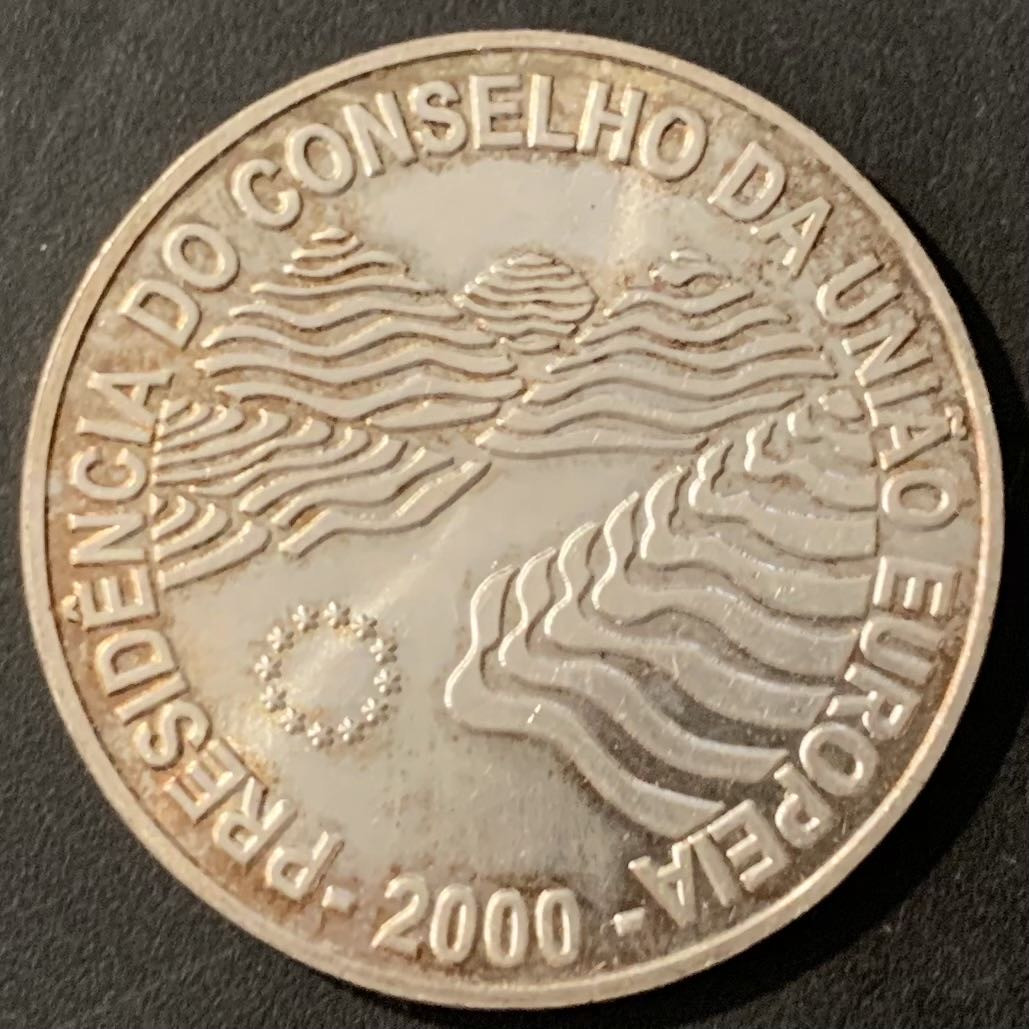 PRESIDÊNCIA DO CONSELHO DA UNIÃO EUROPEIA
- 2000 -